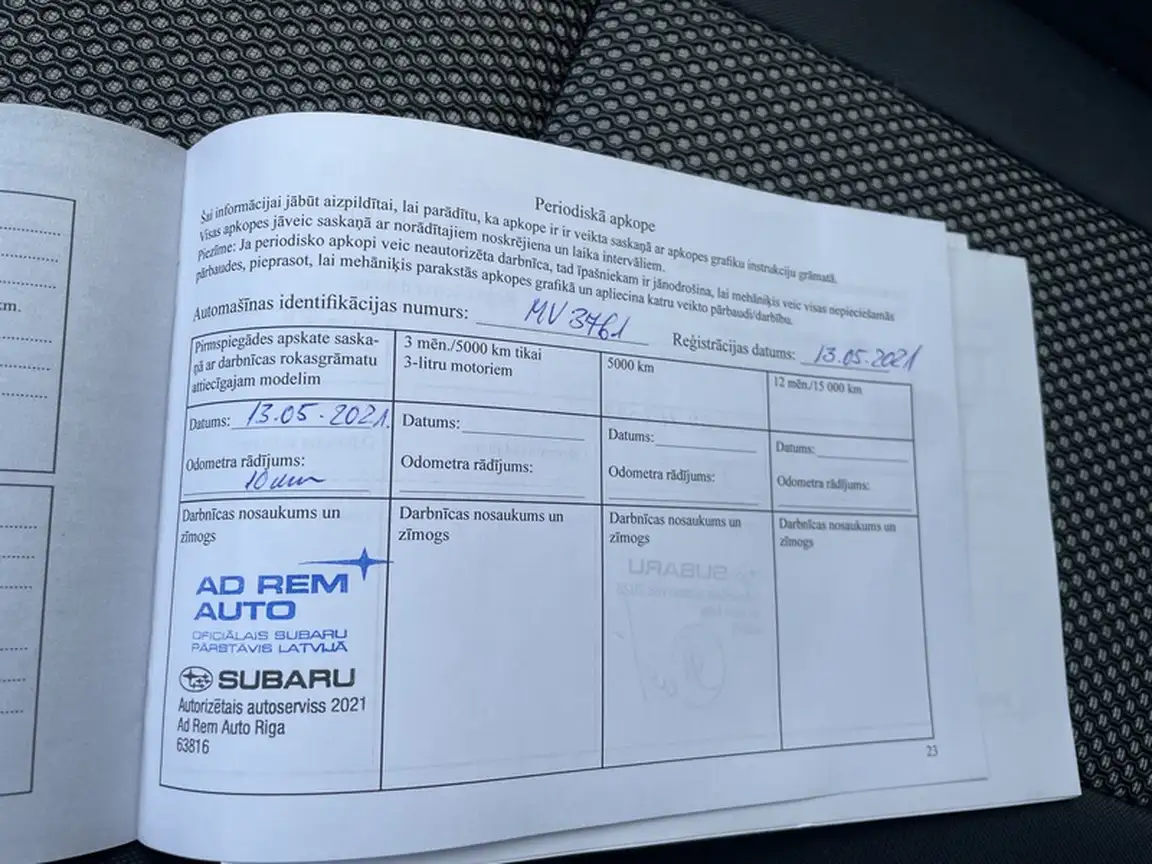 Periodiskā apkope
Šai informācijai jābūt aizpildītai, lai parādītu, ka apkope ir ir veikta saskaņā ar apkopes grafiku instrukciju grāmatā.
Visas apkopes jāveic saskaņā ar norādītajiem noskrējiena un laika intervāliem.
Piezīme: Ja periodisko apkopi veic neautorizēta darbnīca, tad īpašniekam ir jānodrošina, lai mehāniķis veic visas nepieciešamās
pārbaudes, pieprasot, lai mehāniķis parakstās apkopes grafikā un apliecina katru veikto pārbaudi/darbību.
Automašīnas identifikācijas numurs: MV 3761 Reģistrācijas datums: 13.05.2021
Pirmspiegādes apskate saska-
ņā ar darbnīcas rokasgrāmatu
attiecīgajam modelim
Datums: 13.05.2021.
Odometra rādījums:
10
Darbnīcas nosaukums un
zīmogs
AD REM
AUTO
OFICIĀLAIS SUBARU
PĀRSTĀVIS LATVIJĀ
SUBARU
Autorizētais autoserviss 2021
Ad Rem Auto Riga
63816
3 mēn./5000 km tikai
3-litru motoriem
Datums:
Odometra rādījums:
Darbnīcas nosaukums un
zīmogs
5000 km
Datums:
Odometra rādījums:
Darbnīcas nosaukums un
zīmogs
SUBARU
12 mēn./15 000 km
Datums:
Odometra rādījums:
Darbnīcas nosaukums un
zīmogs
23
km.